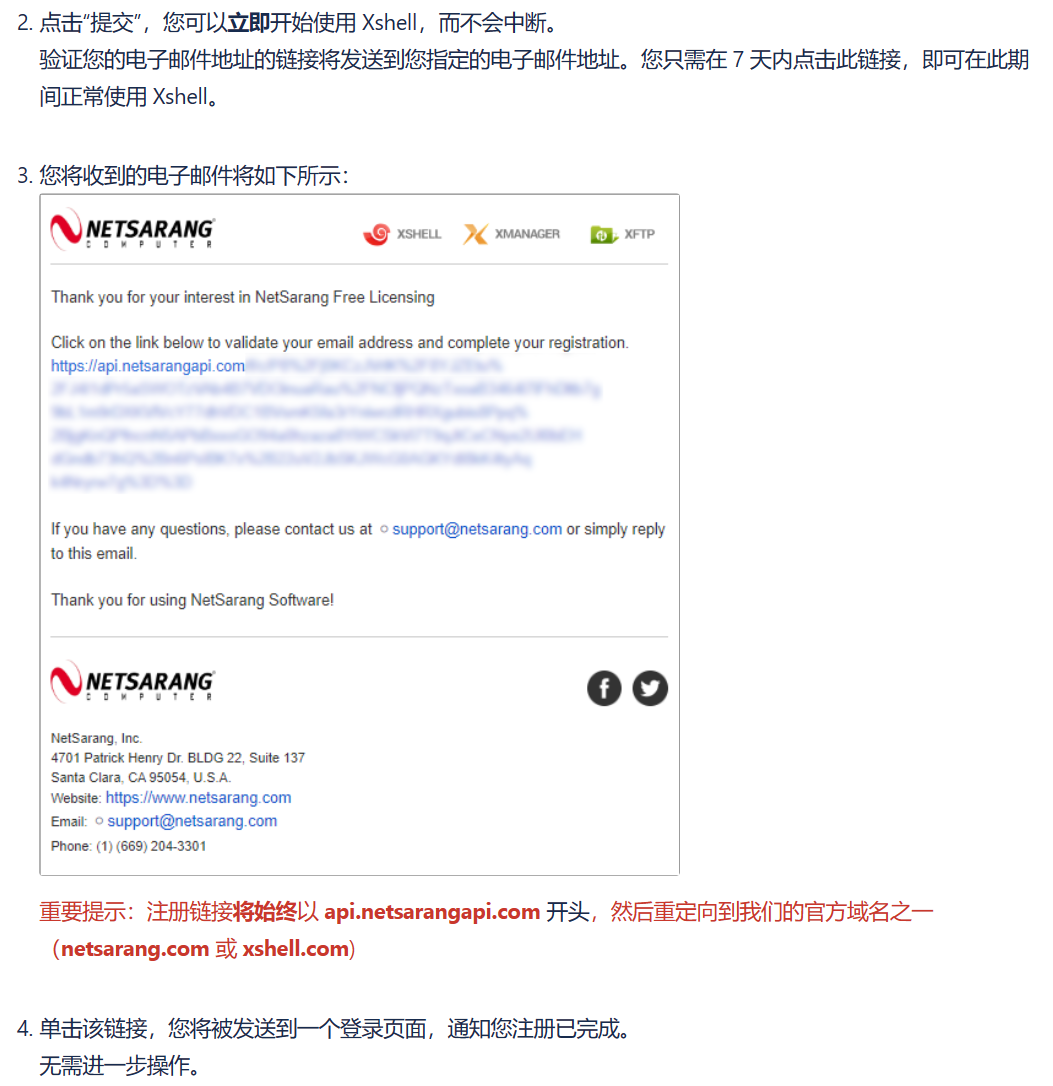 2. 点击“提交”，您可以立即开始使用 Xshell，而不会中断。
验证您的电子邮件地址的链接将发送到您指定的电子邮件地址。您只需在 7 天内点击此链接，即可在此期
间正常使用 Xshell。
3. 您将收到的电子邮件将如下所示：
NETSARANG COMPUTER XSHELL XMANAGER XFTP
Thank you for your interest in NetSarang Free Licensing
Click on the link below to validate your email address and complete your registration.
https://api.netsarangapi.com
If you have any questions, please contact us at support@netsarang.com or simply reply
to this email.
Thank you for using NetSarang Software!
NETSARANG COMPUTER
NetSarang, Inc.
4701 Patrick Henry Dr. BLDG 22, Suite 137
Santa Clara, CA 95054, U.S.A.
Website: https://www.netsarang.com
Email: support@netsarang.com
Phone: (1) (669) 204-3301
重要提示：注册链接将始终以 api.netsarangapi.com 开头，然后重定向到我们的官方域名之一
（netsarang.com 或 xshell.com)
4. 单击该链接，您将被发送到一个登录页面，通知您注册已完成。
无需进一步操作。